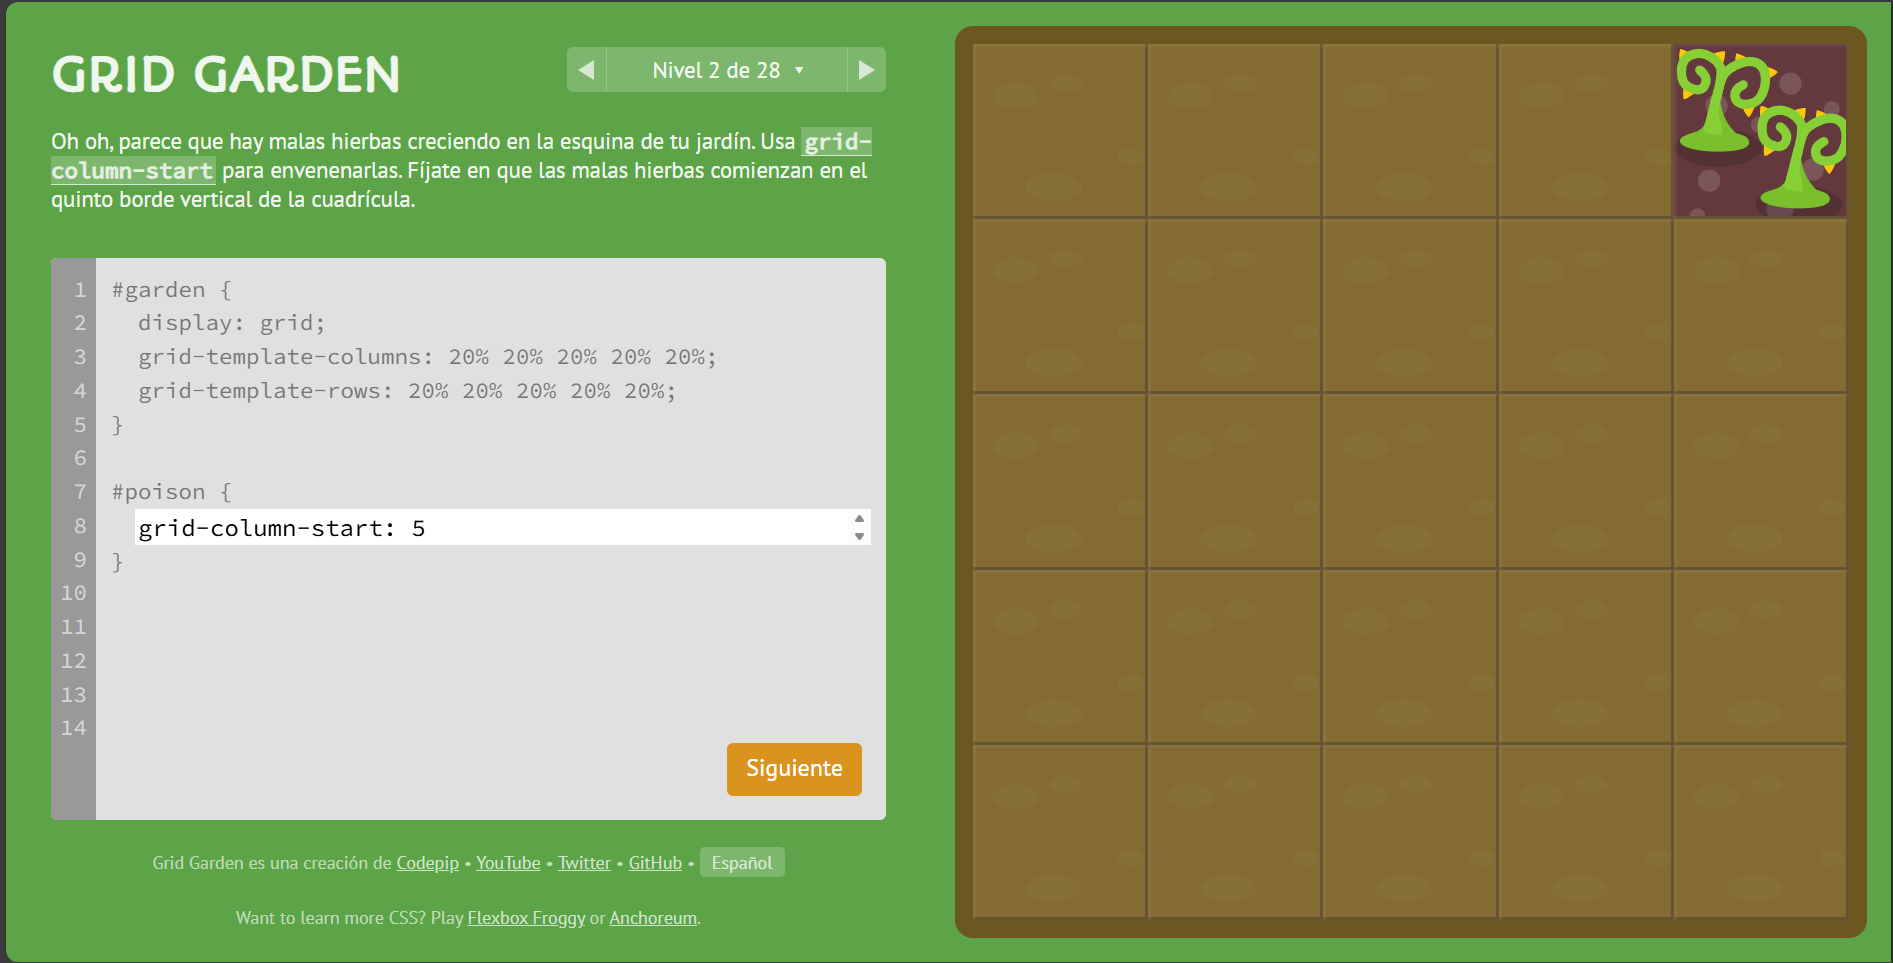 GRID GARDEN
Nivel 2 de 28
Oh oh, parece que hay malas hierbas creciendo en la esquina de tu jardín. Usa grid-
column-start para envenenarlas. Fíjate en que las malas hierbas comienzan en el
quinto borde vertical de la cuadrícula.
1 #garden {
2 display: grid;
3 grid-template-columns: 20% 20% 20% 20% 20%;
4 grid-template-rows: 20% 20% 20% 20% 20%;
5 }
6
7 #poison {
8 grid-column-start: 5
9 }
10
11
12
13
14
Siguiente
Grid Garden es una creación de Codepip • YouTube • Twitter • GitHub • Español
Want to learn more CSS? Play Flexbox Froggy or Anchoreum.